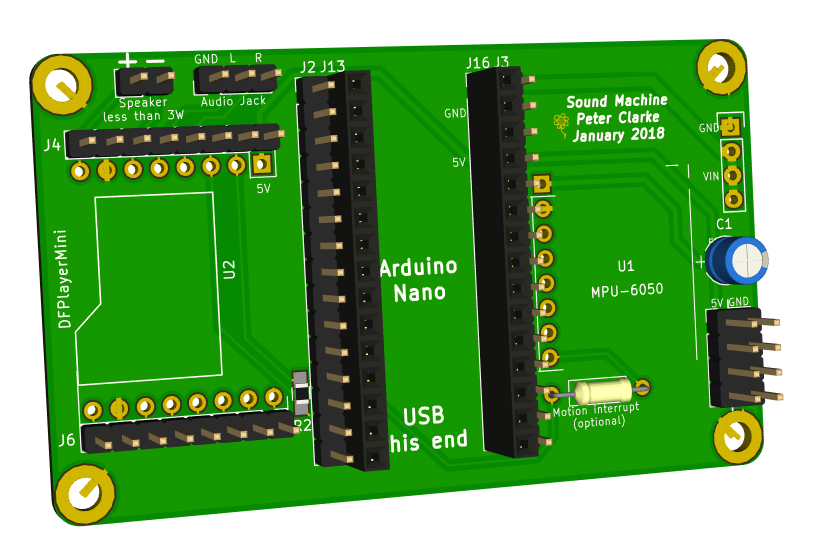 + -
Speaker
less than 3W
GND L R
Audio Jack
J4
5V
DFPlayerMini
U2
J6
R2
J2 J13
Arduino
Nano
USB
his end
J16 J3
GND
5V
Sound Machine
Peter Clarke
January 2018
GND
VIN
C1
+
U1
MPU-6050
5V GND
Motion Interrupt
(optional)